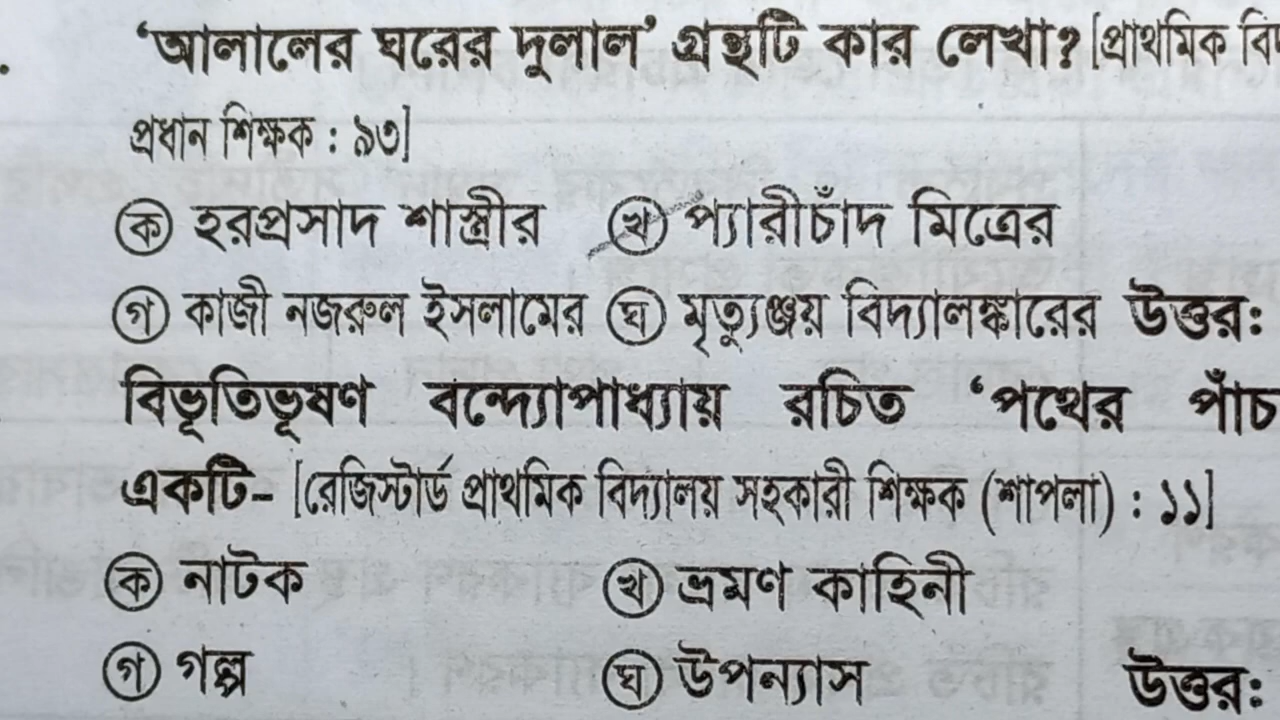 ‘আলালের ঘরের দুলাল’ গ্রন্থটি কার লেখা? [প্রাথমিক
প্রধান শিক্ষক : ৯৩]
ক হরপ্রসাদ শাস্ত্রীর খ প্যারীচাঁদ মিত্রের
গ কাজী নজরুল ইসলামের ঘ মৃত্যুঞ্জয় বিদ্যালঙ্কারের উত্তর:
বিভূতিভূষণ বন্দ্যোপাধ্যায় রচিত ‘পথের পাঁচ
একটি- [রেজিস্টার্ড প্রাথমিক বিদ্যালয় সহকারী শিক্ষক (শাপলা) : ১১]
ক নাটক খ ভ্রমণ কাহিনী
গ গল্প ঘ উপন্যাস উত্তর: